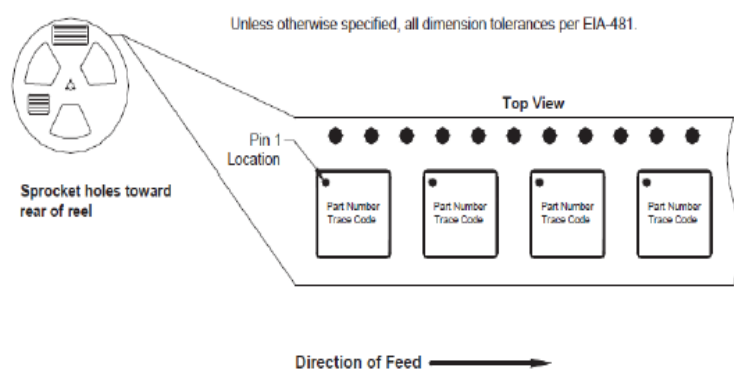 Unless otherwise specified, all dimension tolerances per EIA-481.
Top View
Pin 1
Location
Sprocket holes toward
rear of reel
Part Number
Trace Code
Part Number
Trace Code
Part Number
Trace Code
Part Number
Trace Code
Direction of Feed